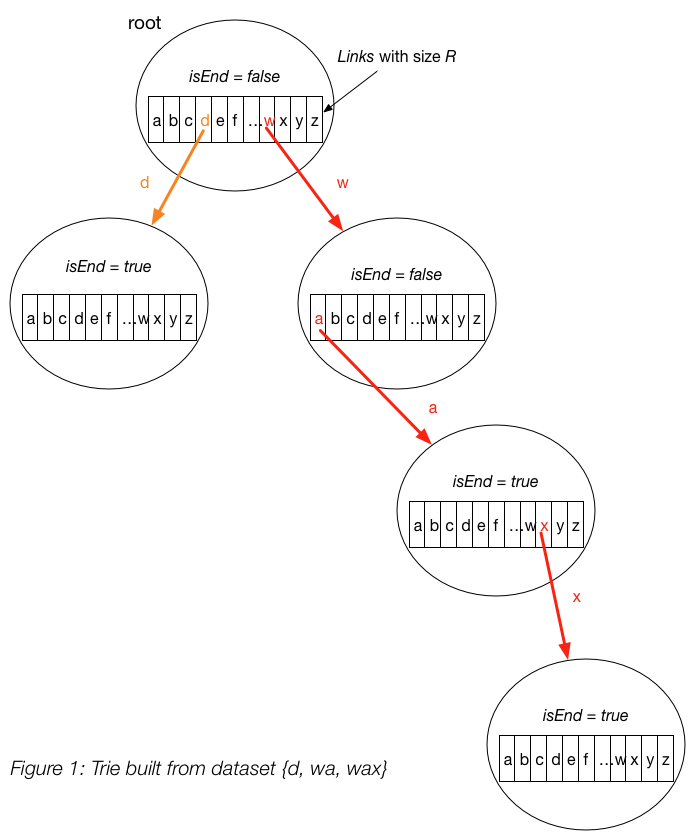 root
Links with size R
isEnd = false
a b c d e f ...w x y z
d
w
isEnd = true
a b c d e f ...w x y z
isEnd = false
a b c d e f ...w x y z
a
isEnd = true
a b c d e f ...w x y z
x
isEnd = true
a b c d e f ...w x y z
Figure 1: Trie built from dataset {d, wa, wax}